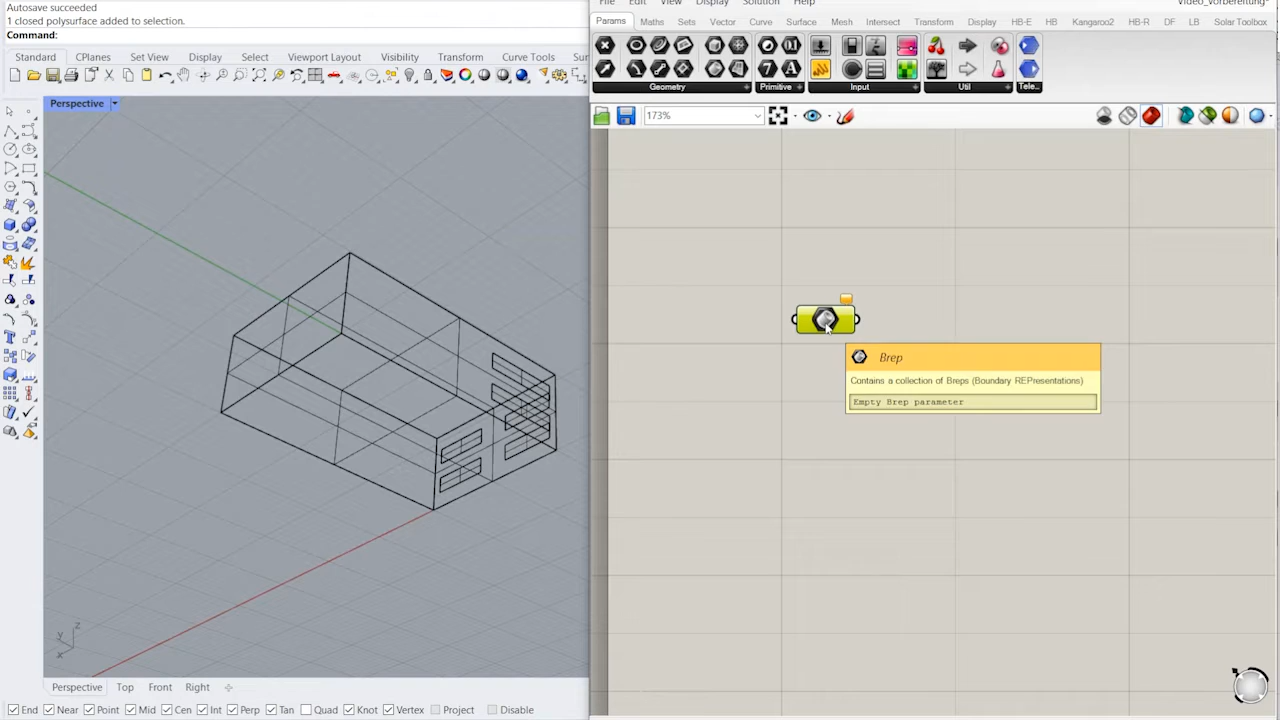 Autosave succeeded
1 closed polysurface added to selection.
Command:
Standard CPlanes Set View Display Select Viewport Layout Visibility Transform Curve Tools Sur
Perspective
y z x
Perspective Top Front Right
End Near Point Mid Cen Int Perp Tan Quad Knot Vertex Project Disable
File Edit View Display Solution Help Video_Vorbereitung*
Params Maths Sets Vector Curve Surface Mesh Intersect Transform Display HB-E HB Kangaroo2 HB-R DF LB Solar Toolbox
Geometry Primitive Input Util Tele..
173%
Brep
Contains a collection of Breps (Boundary REPresentations)
Empty Brep parameter